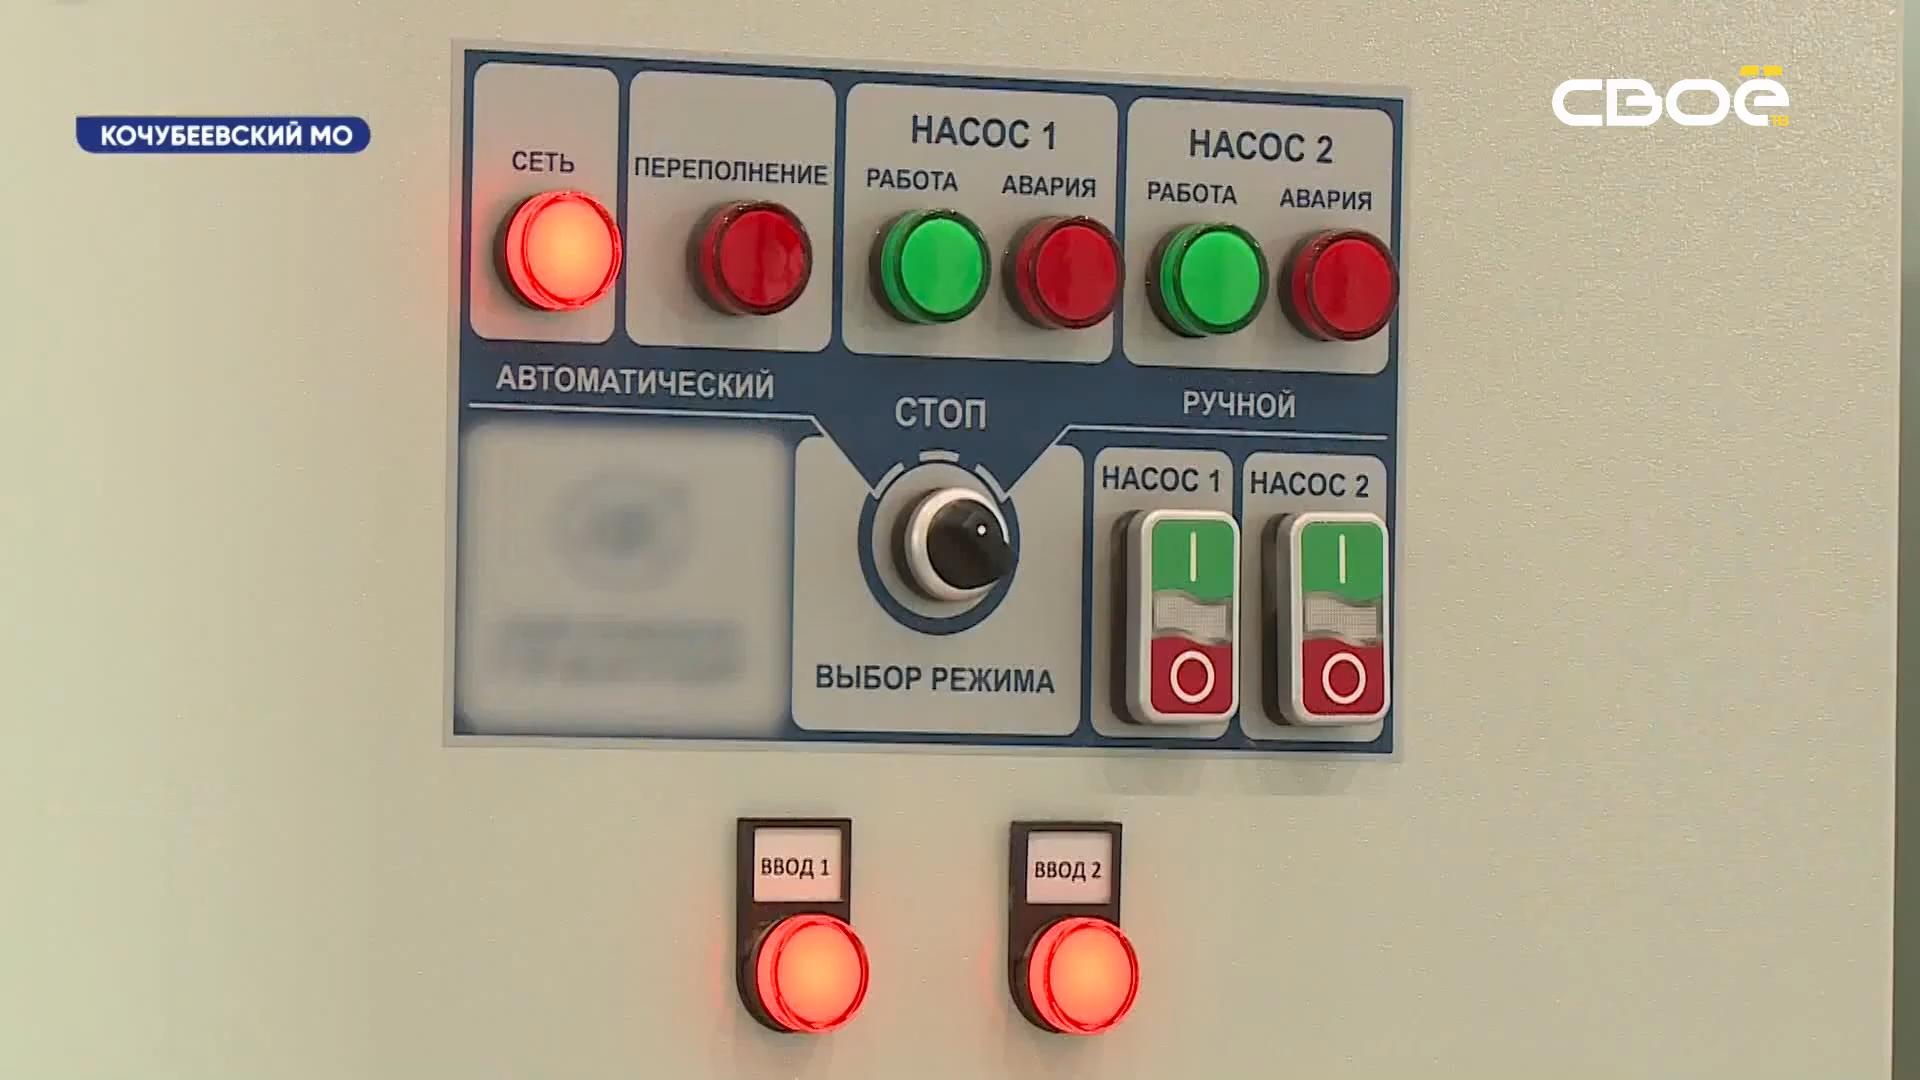 КОЧУБЕЕВСКИЙ МО
СВОЁ
ТВ
СЕТЬ
ПЕРЕПОЛНЕНИЕ
НАСОС 1
РАБОТА АВАРИЯ
НАСОС 2
РАБОТА АВАРИЯ
АВТОМАТИЧЕСКИЙ
СТОП
РУЧНОЙ
ВЫБОР РЕЖИМА
НАСОС 1
I
O
НАСОС 2
I
O
ВВОД 1
ВВОД 2